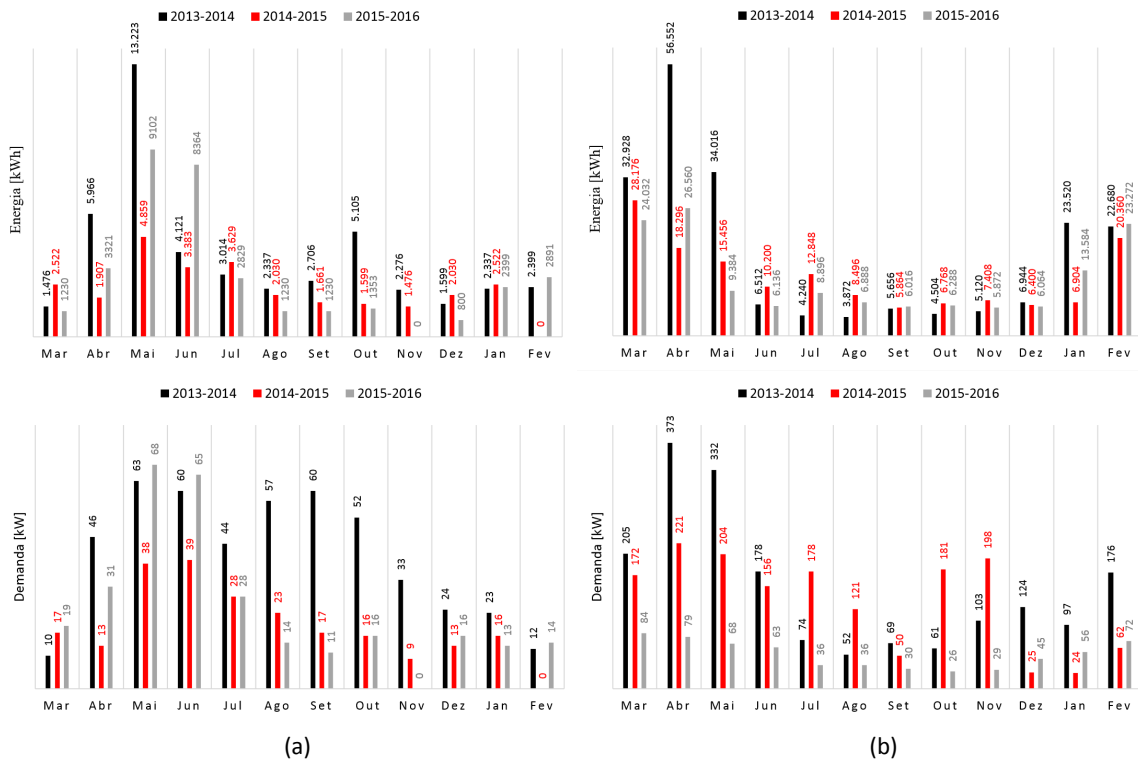 2013-2014 2014-2015 2015-2016
Energia [kWh]
1.476 2.522 1230
5.966 1.907 3321
13.223 4.859 9102
4.121 3.383 8364
3.014 3.629 2829
2.337 2.030 1230
2.706 1.661 1230
5.105 1.599 1353
2.276 1.476 0
1.599 2.030 800
2.337 2.522 2399
2.399 0 2891
Mar Abr Mai Jun Jul Ago Set Out Nov Dez Jan Fev
2013-2014 2014-2015 2015-2016
Energia [kWh]
32.928 28.176 24.032
56.552 18.296 26.560
34.016 15.456 9.384
6.512 10.200 6.136
4.240 12.848 8.896
3.872 8.496 6.888
5.656 5.864 6.016
4.504 6.768 6.288
5.120 7.408 5.872
6.944 6.400 6.064
23.520 6.904 13.584
22.680 20.360 23.272
Mar Abr Mai Jun Jul Ago Set Out Nov Dez Jan Fev
2013-2014 2014-2015 2015-2016
Demanda [kW]
10 17 19
46 13 31
63 38 68
60 39 65
44 28 28
57 23 14
60 17 11
52 16 16
33 9 0
24 13 16
23 16 13
12 0 14
Mar Abr Mai Jun Jul Ago Set Out Nov Dez Jan Fev
(a)
2013-2014 2014-2015 2015-2016
Demanda [kW]
205 172 84
373 221 79
332 204 68
178 156 63
74 178 36
52 121 36
69 50 30
61 181 26
103 198 29
124 25 45
97 24 56
176 62 72
Mar Abr Mai Jun Jul Ago Set Out Nov Dez Jan Fev
(b)